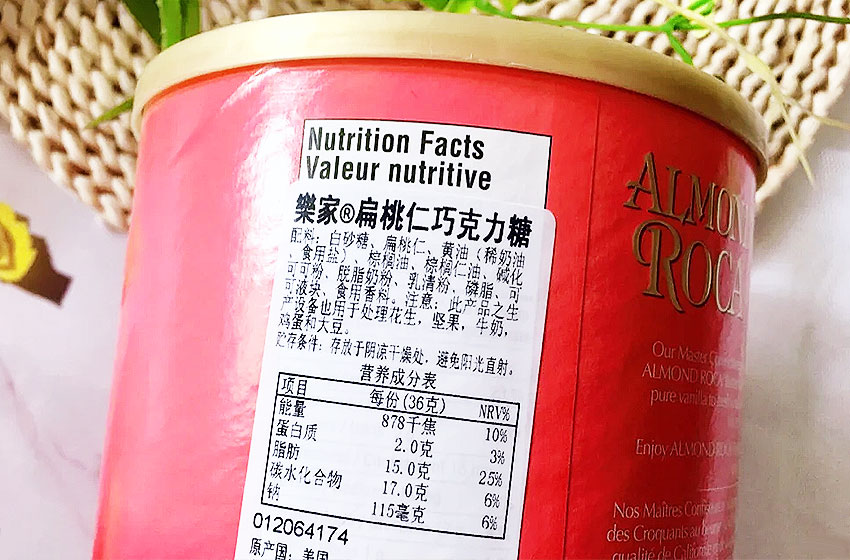 Nutrition Facts
Valeur nutritive
樂家®扁桃仁巧克力糖
配料：白砂糖、扁桃仁、黄油（稀奶油
、食用盐）、棕榈油、棕榈仁油、碱化
可可粉、脱脂奶粉、乳清粉、磷脂、可
可液块、食用香料。注意：此产品之生
产设备也用于处理花生，坚果，牛奶，
鸡蛋和大豆。
贮存条件：存放于阴凉干燥处，避免阳光直射。
营养成分表
项目 每份(36克) NRV%
能量 878千焦 10%
蛋白质 2.0克 3%
脂肪 15.0克 25%
碳水化合物 17.0克 6%
钠 115毫克 6%
012064174
原产国：美国
ALMOND
ROCA
Our Master
ALMOND ROCA
pure vanilla to
Enjoy ALMOND
Nos Maîtres
des Croquants au
qualité de